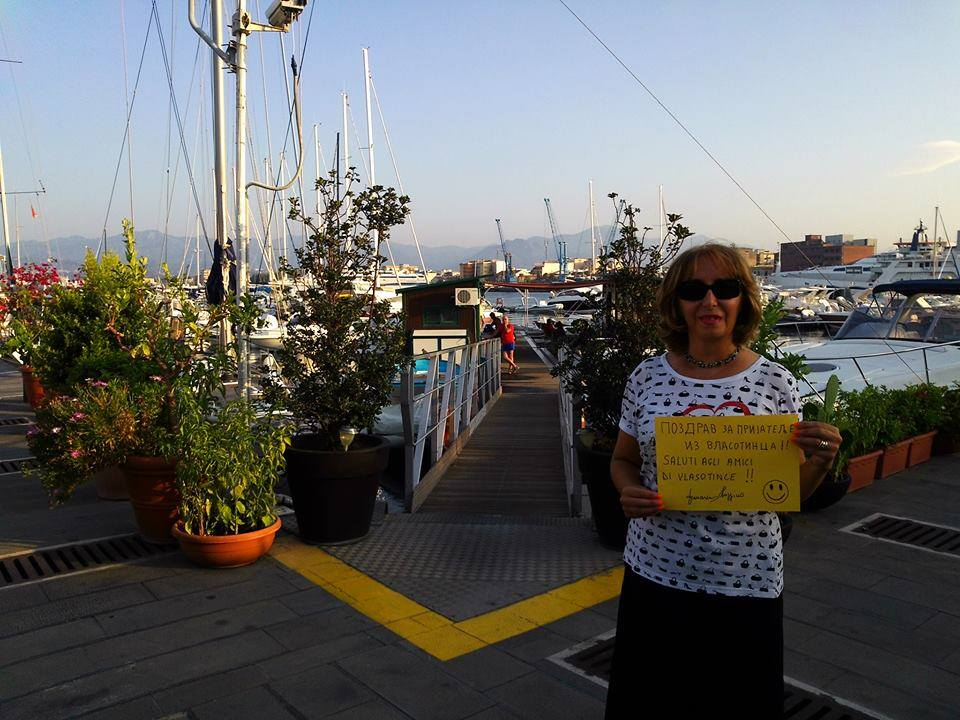 ПОЗДРАВ ЗА ПРИЈАТЕЉЕ
ИЗ ВЛАСОТИНЦА !!
SALUTI AGLI AMICI
DI VLASOTINCE !!